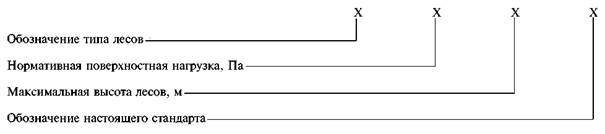 X X X X
Обозначение типа лесов
Нормативная поверхностная нагрузка, Па
Максимальная высота лесов, м
Обозначение настоящего стандарта